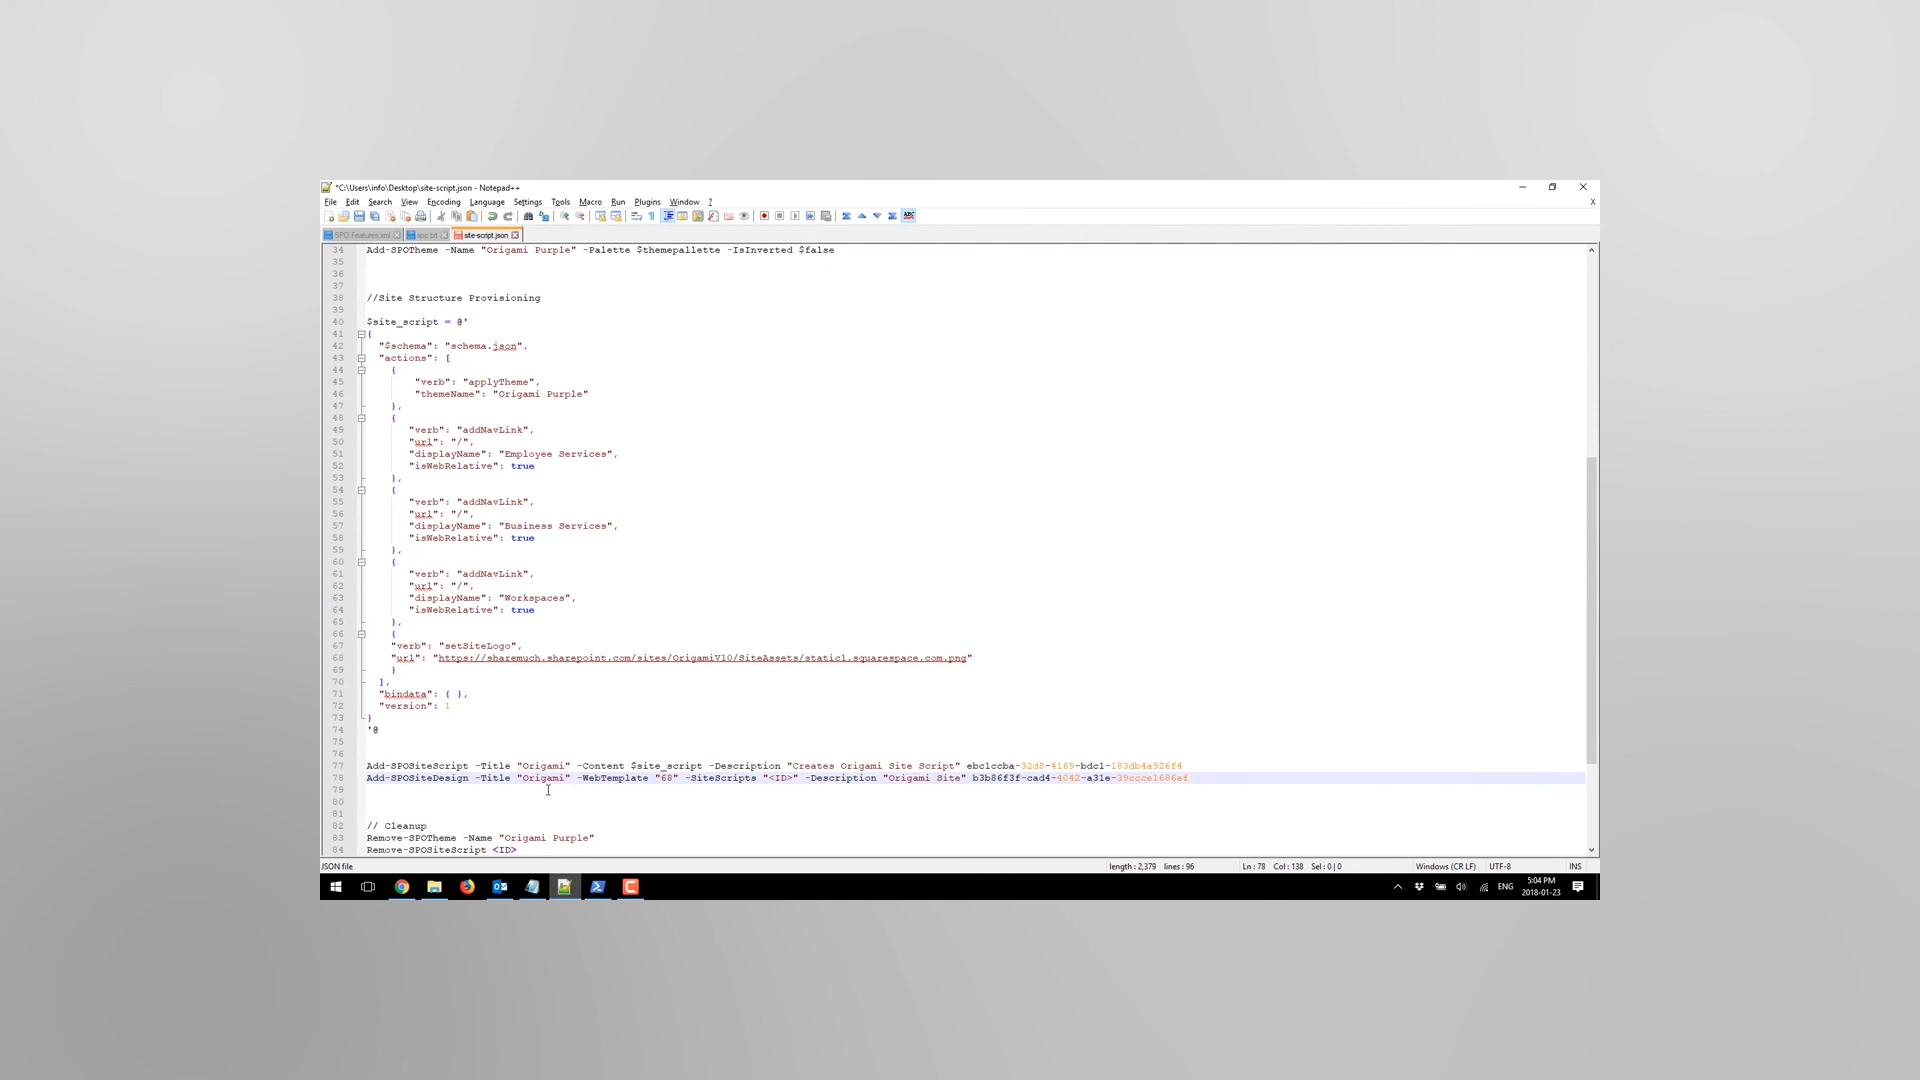 *C:\Users\info\Desktop\site-script.json - Notepad++
File Edit Search View Encoding Language Settings Tools Macro Run Plugins Window ? X
SPO.Features.xml spc.txt site-script.json
34 Add-SPOTheme -Name "Origami Purple" -Palette $themepallette -IsInverted $false
35
36
37
38 //Site Structure Provisioning
39
40 $site_script = @'
41 {
42 "$schema": "schema.json",
43 "actions": [
44 {
45 "verb": "applyTheme",
46 "themeName": "Origami Purple"
47 },
48 {
49 "verb": "addNavLink",
50 "url": "/",
51 "displayName": "Employee Services",
52 "isWebRelative": true
53 },
54 {
55 "verb": "addNavLink",
56 "url": "/",
57 "displayName": "Business Services",
58 "isWebRelative": true
59 },
60 {
61 "verb": "addNavLink",
62 "url": "/",
63 "displayName": "Workspaces",
64 "isWebRelative": true
65 },
66 {
67 "verb": "setSiteLogo",
68 "url": "https://sharemuch.sharepoint.com/sites/OrigamiV10/SiteAssets/static1.squarespace.com.png"
69 }
70 ],
71 "bindata": { },
72 "version": 1
73 }
74 '@
75
76
77 Add-SPOSiteScript -Title "Origami" -Content $site_script -Description "Creates Origami Site Script" ebc1ccba-32d8-4169-bdc1-183db4a926f4
78 Add-SPOSiteDesign -Title "Origami" -WebTemplate "68" -SiteScripts "<ID>" -Description "Origami Site" b3b86f3f-cad4-4042-a31e-39ccce1686ef
79
80
81
82 // Cleanup
83 Remove-SPOTheme -Name "Origami Purple"
84 Remove-SPOSiteScript <ID>
JSON file length : 2,379 lines : 96 Ln : 78 Col : 138 Sel : 0 | 0 Windows (CR LF) UTF-8 INS
ENG 5:04 PM
2018-01-23